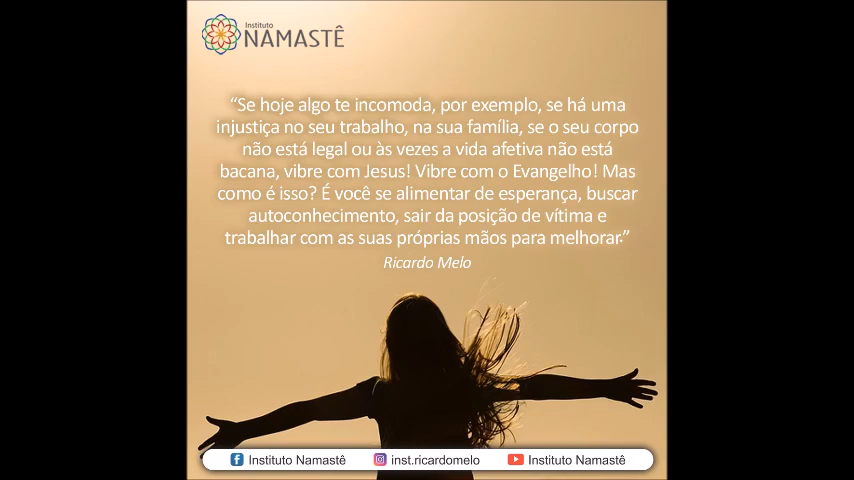 Instituto
NAMASTÊ
“Se hoje algo te incomoda, por exemplo, se há uma
injustiça no seu trabalho, na sua família, se o seu corpo
não está legal ou às vezes a vida afetiva não está
bacana, vibre com Jesus! Vibre com o Evangelho! Mas
como é isso? É você se alimentar de esperança, buscar
autoconhecimento, sair da posição de vítima e
trabalhar com as suas próprias mãos para melhorar.”
Ricardo Melo
Instituto Namastê inst.ricardomelo Instituto Namastê